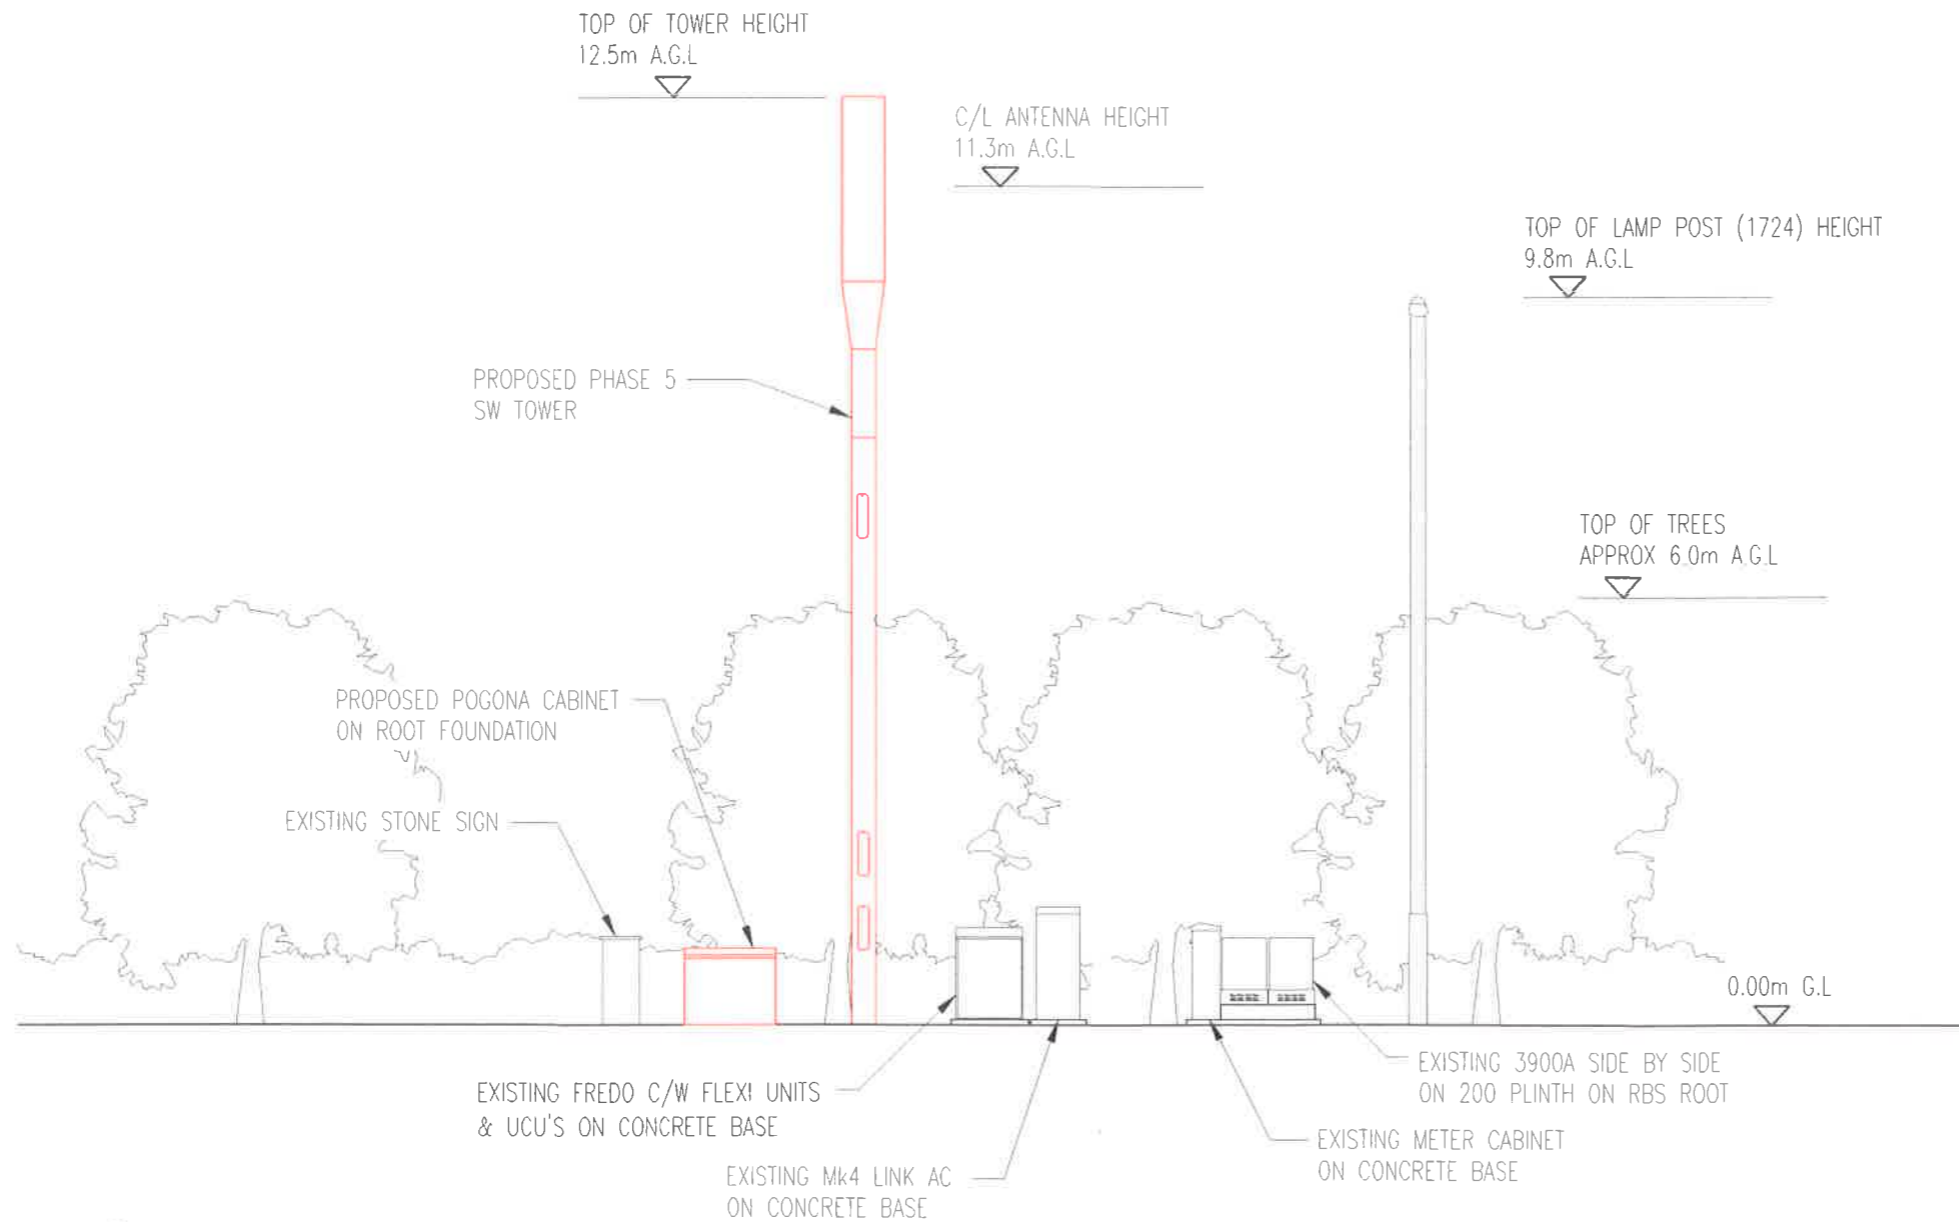 TOP OF TOWER HEIGHT
12.5m A.G.L
C/L ANTENNA HEIGHT
11.3m A.G.L
TOP OF LAMP POST (1724) HEIGHT
9.8m A.G.L
PROPOSED PHASE 5
SW TOWER
TOP OF TREES
APPROX 6.0m A.G.L
PROPOSED POGONA CABINET
ON ROOT FOUNDATION
EXISTING STONE SIGN
0.00m G.L
EXISTING FREDO C/W FLEXI UNITS
& UCU'S ON CONCRETE BASE
EXISTING 3900A SIDE BY SIDE
ON 200 PLINTH ON RBS ROOT
EXISTING METER CABINET
ON CONCRETE BASE
EXISTING Mk4 LINK AC
ON CONCRETE BASE